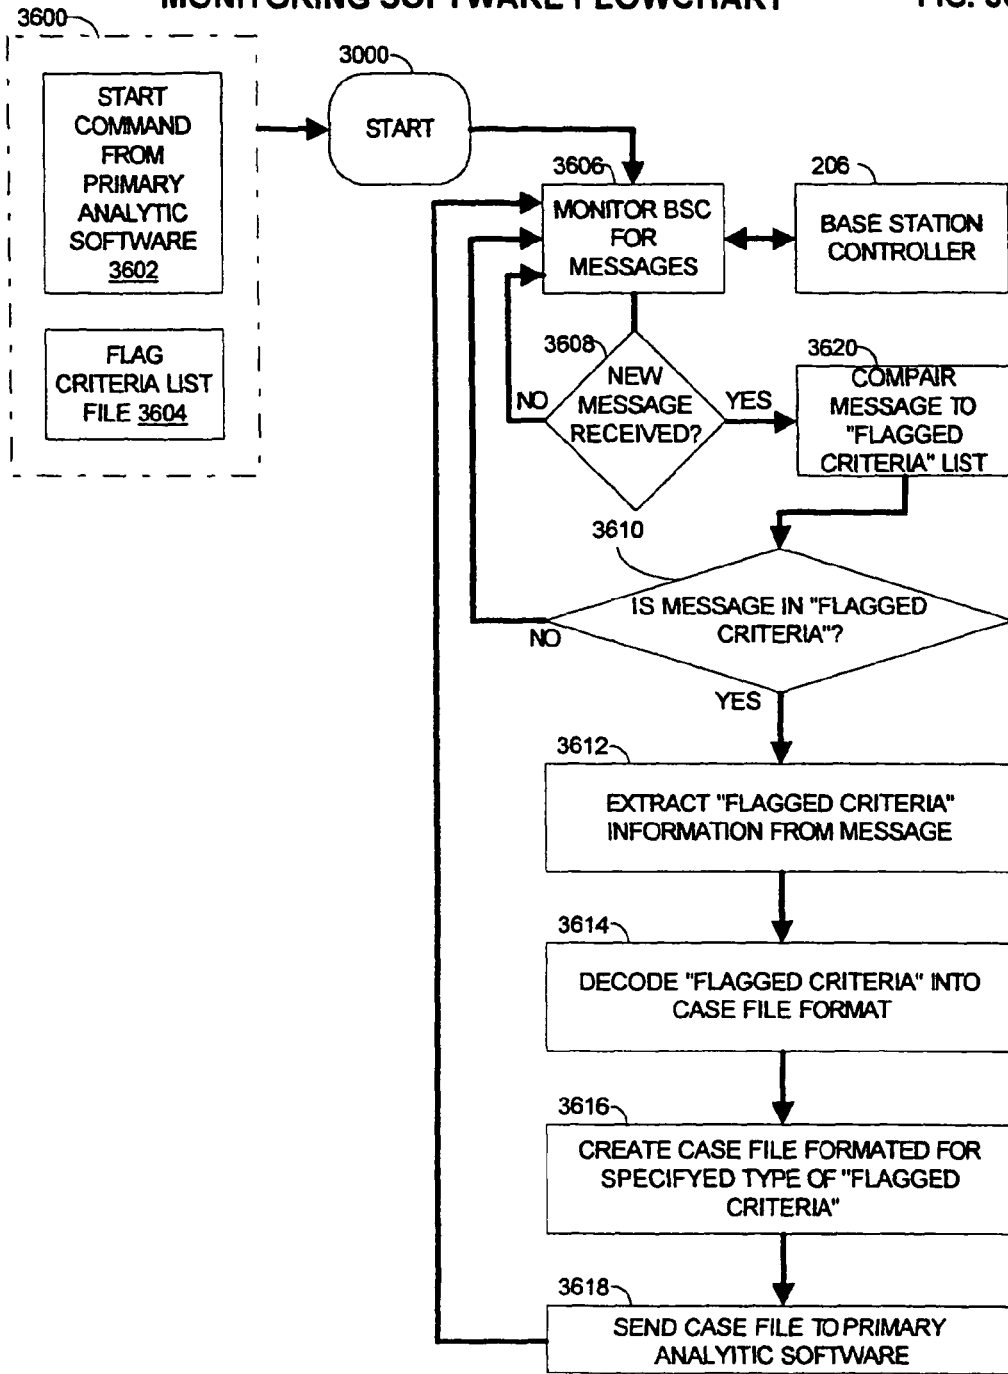 MONITORING SOFTWARE FLOWCHART
FIG.
3600
START
COMMAND
FROM
PRIMARY
ANALYTIC
SOFTWARE
3602
FLAG
CRITERIA LIST
FILE 3604
3000
START
3606
MONITOR BSC
FOR
MESSAGES
206
BASE STATION
CONTROLLER
3608
NEW
MESSAGE
RECEIVED?
NO
YES
3620
COMPAIR
MESSAGE TO
"FLAGGED
CRITERIA" LIST
3610
IS MESSAGE IN "FLAGGED
CRITERIA"?
NO
YES
3612
EXTRACT "FLAGGED CRITERIA"
INFORMATION FROM MESSAGE
3614
DECODE "FLAGGED CRITERIA" INTO
CASE FILE FORMAT
3616
CREATE CASE FILE FORMATED FOR
SPECIFYED TYPE OF "FLAGGED
CRITERIA"
3618
SEND CASE FILE TO PRIMARY
ANALYITIC SOFTWARE